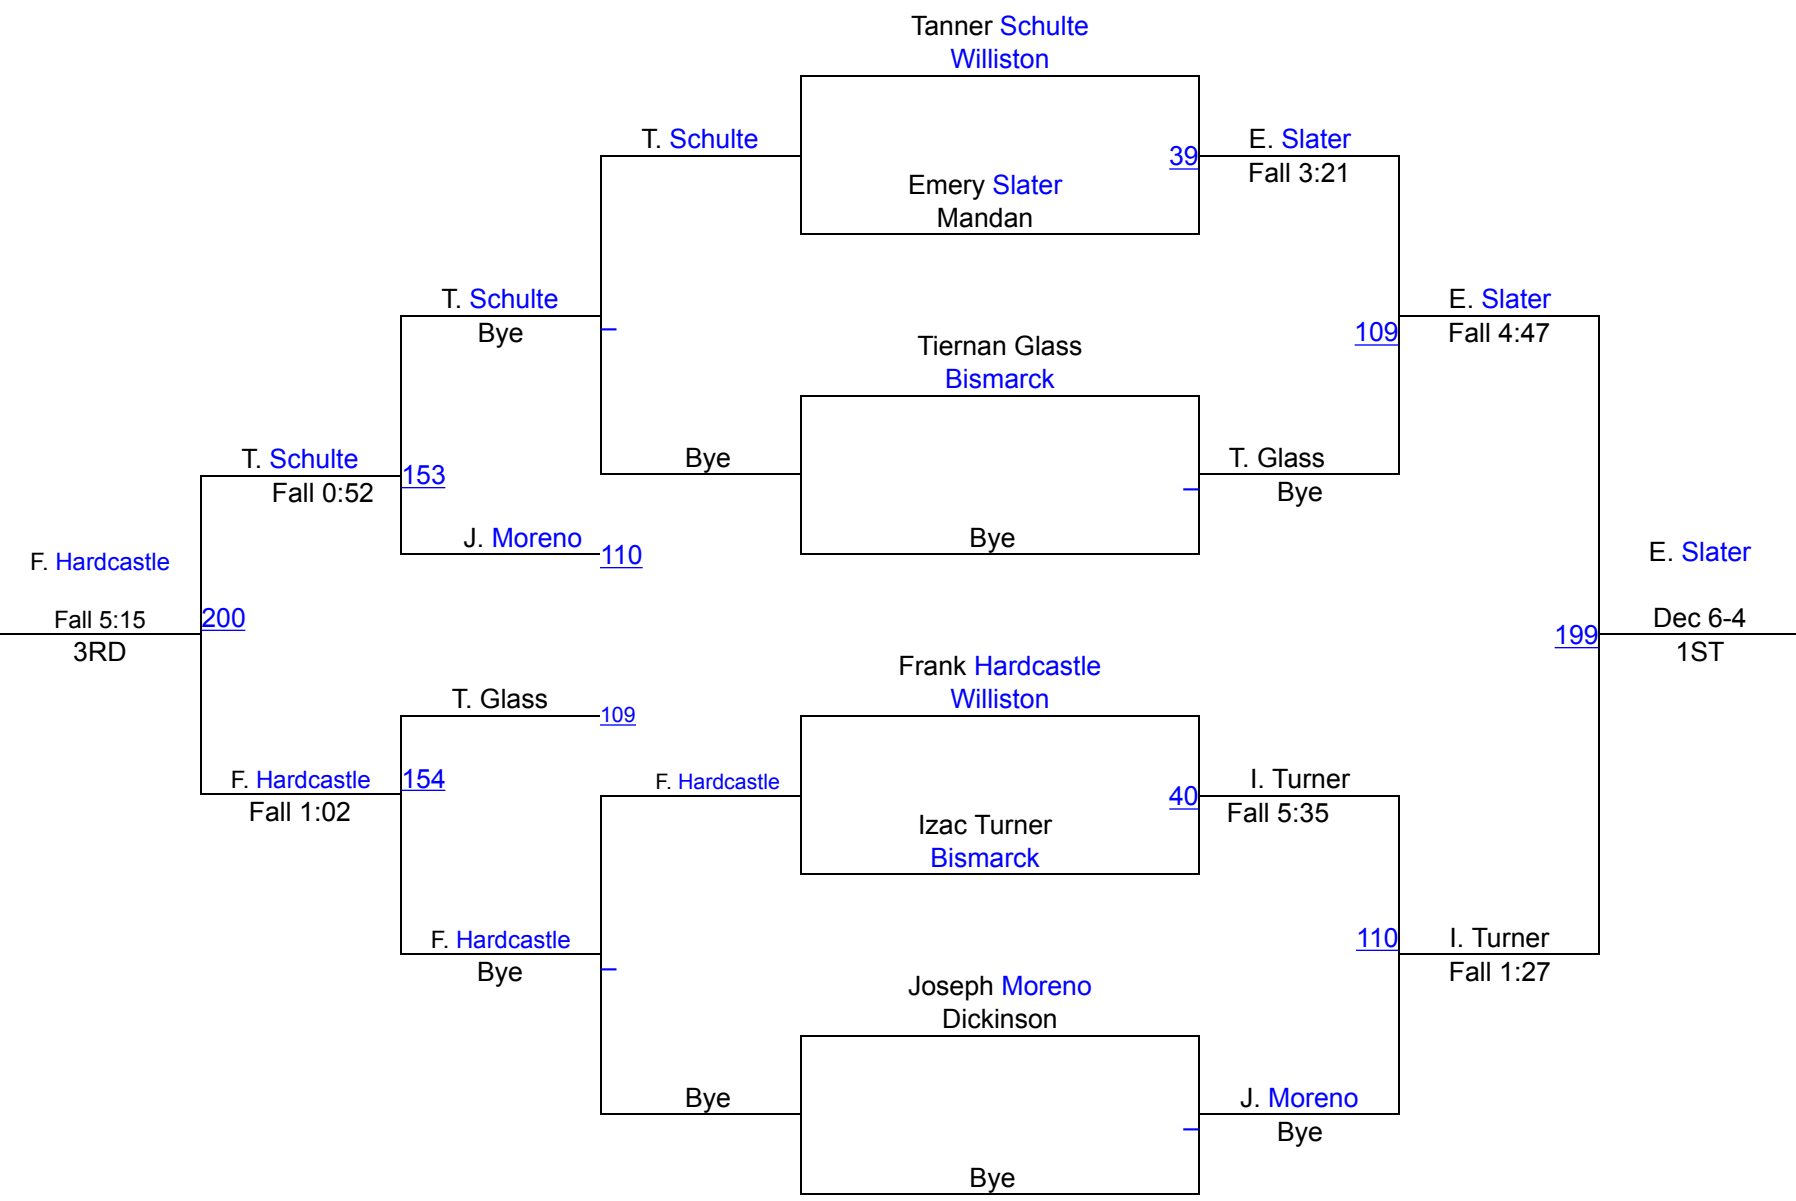 Tanner Schulte
Williston
T. Schulte
39
E. Slater
Fall 3:21
Emery Slater
Mandan
T. Schulte
Bye
E. Slater
109
Fall 4:47
Tiernan Glass
Bismarck
T. Schulte
Fall 0:52
153
Bye
T. Glass
Bye
J. Moreno
110
Bye
F. Hardcastle
Fall 5:15
3RD
200
E. Slater
199
Dec 6-4
1ST
Frank Hardcastle
Williston
T. Glass
109
F. Hardcastle
Fall 1:02
154
F. Hardcastle
40
I. Turner
Fall 5:35
Izac Turner
Bismarck
F. Hardcastle
Bye
110
I. Turner
Fall 1:27
Joseph Moreno
Dickinson
Bye
J. Moreno
Bye
Bye